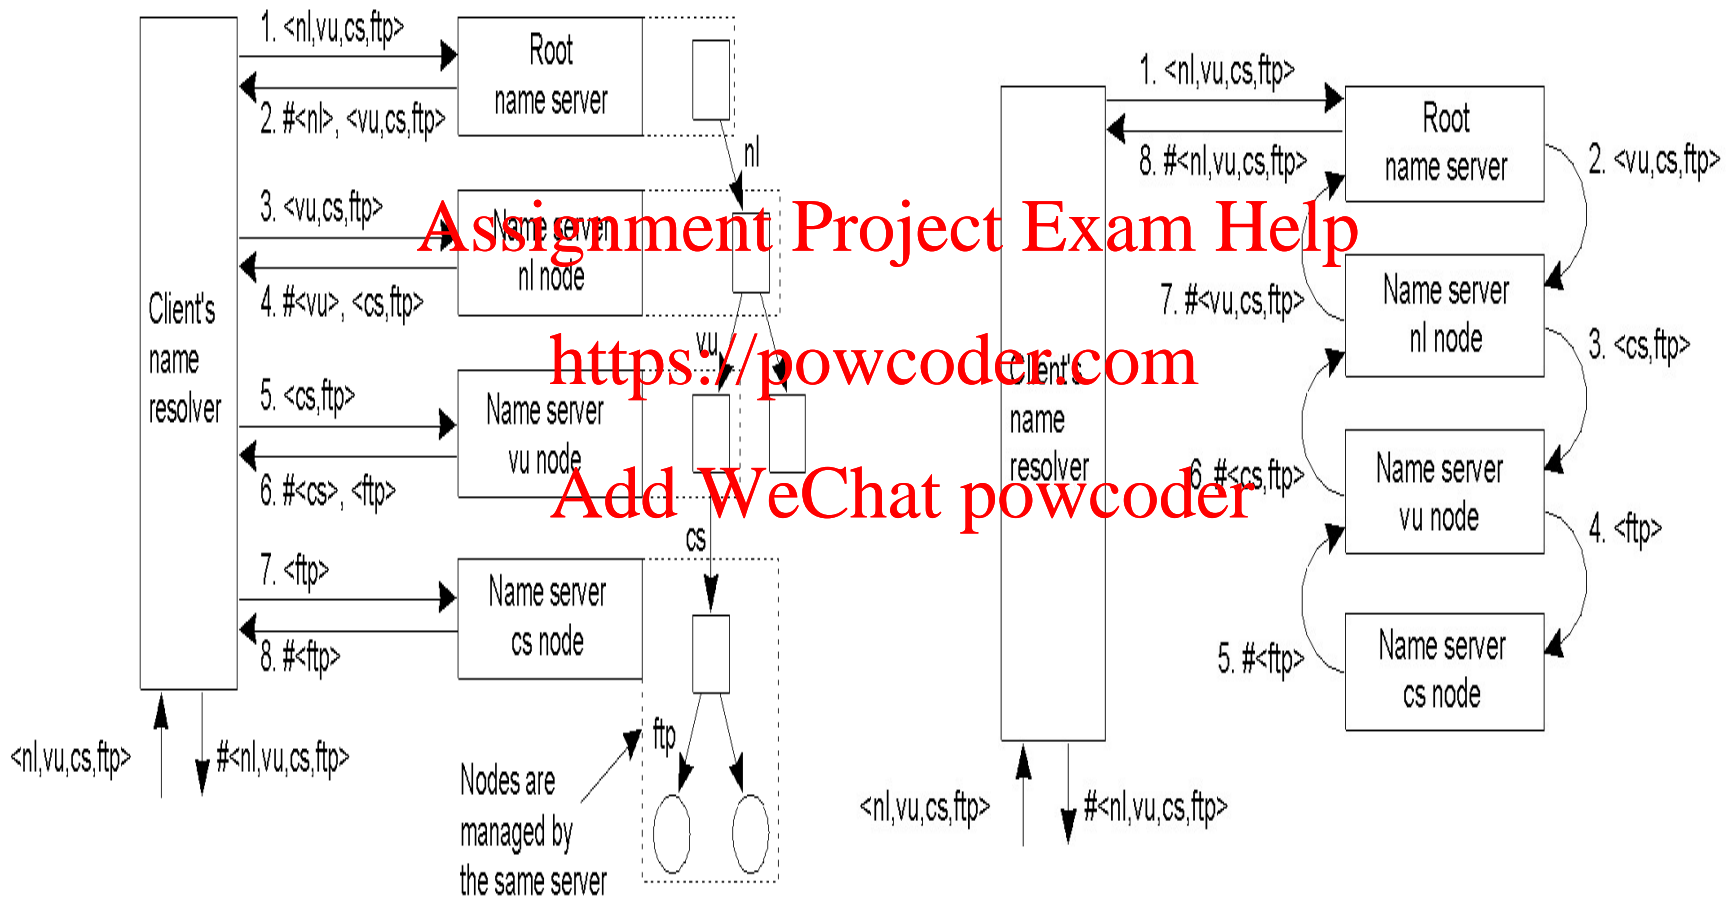 1. <nl,vu,cs,ftp>
Root
name server
2. #<nl>, <vu,cs,ftp>
nl
3. <vu,cs,ftp>
Name server
nl node
4. #<vu>, <cs,ftp>
Client's
name
resolver
vu
5. <cs,ftp>
Name server
vu node
6. #<cs>, <ftp>
cs
7. <ftp>
Name server
cs node
8. #<ftp>
ftp
<nl,vu,cs,ftp>
#<nl,vu,cs,ftp>
Nodes are
managed by
the same server
1. <nl,vu,cs,ftp>
Root
name server
8. #<nl,vu,cs,ftp>
2. <vu,cs,ftp>
Name server
nl node
7. #<vu,cs,ftp>
3. <cs,ftp>
Client's
name
resolver
Name server
vu node
6. #<cs,ftp>
4. <ftp>
Name server
cs node
5. #<ftp>
<nl,vu,cs,ftp>
#<nl,vu,cs,ftp>
Assignment Project Exam Help
https://powcoder.com
Add WeChat powcoder